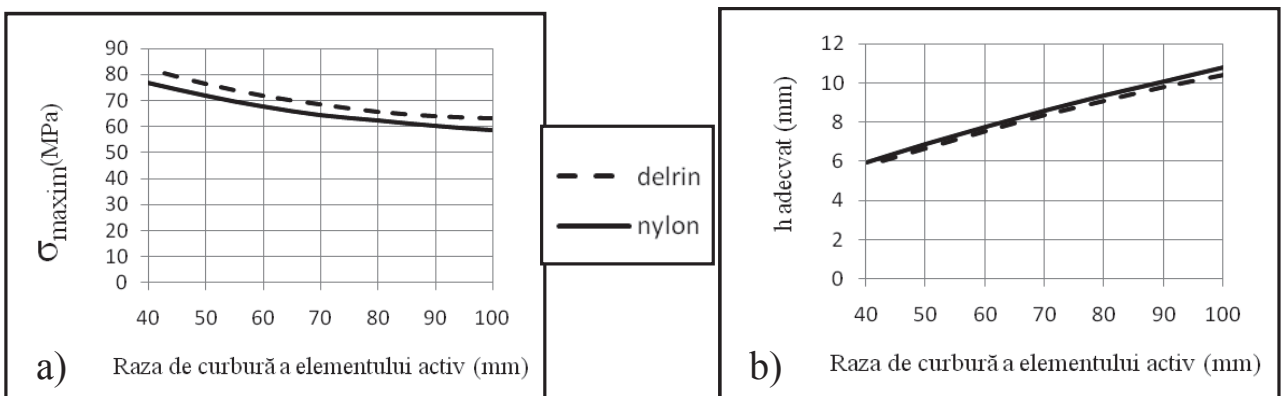 σmaxim(MPa)
90
80
70
60
50
40
30
20
10
0
40 50 60 70 80 90 100
a) Raza de curbură a elementului activ (mm)
delrin
nylon
h adecvat (mm)
12
10
8
6
4
2
0
40 50 60 70 80 90 100
b) Raza de curbură a elementului activ (mm)